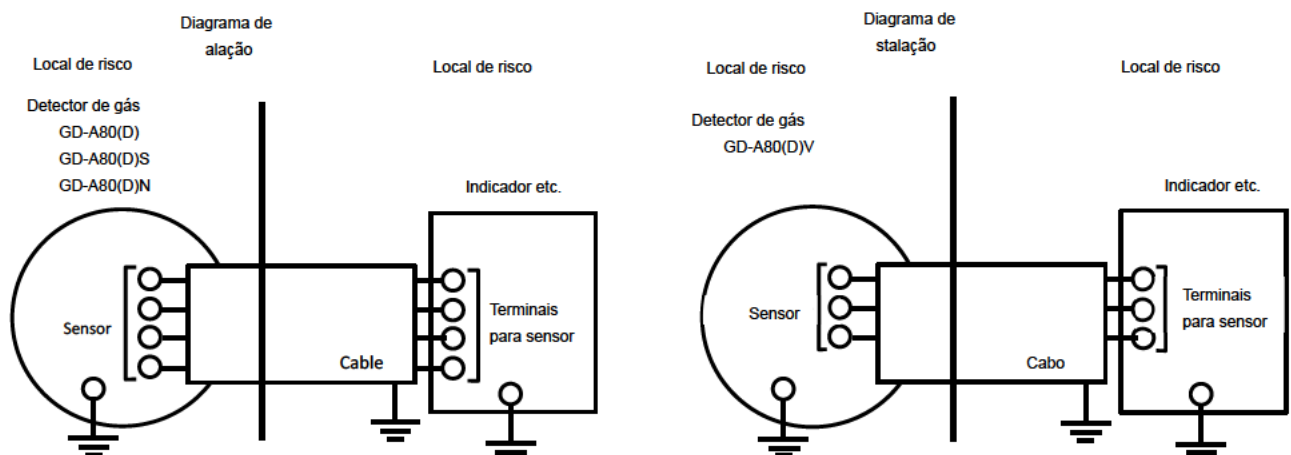 Diagrama de
alação
Local de risco
Local de risco
Detector de gás
GD-A80(D)
GD-A80(D)S
GD-A80(D)N
Indicador etc.
Sensor
Terminais
para sensor
Cable
Diagrama de
stalação
Local de risco
Local de risco
Detector de gás
GD-A80(D)V
Indicador etc.
Sensor
Terminais
para sensor
Cabo